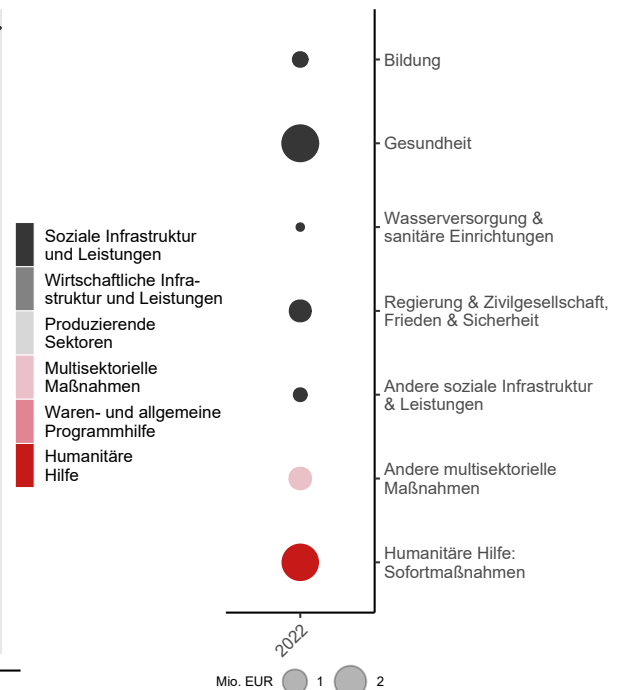 Bildung
Gesundheit
Wasserversorgung &
sanitäre Einrichtungen
Regierung & Zivilgesellschaft,
Frieden & Sicherheit
Andere soziale Infrastruktur
& Leistungen
Andere multisektorielle
Maßnahmen
Humanitäre Hilfe:
Sofortmaßnahmen
Soziale Infrastruktur
und Leistungen
Wirtschaftliche Infra-
struktur und Leistungen
Produzierende
Sektoren
Multisektorielle
Maßnahmen
Waren- und allgemeine
Programmhilfe
Humanitäre
Hilfe
2022
Mio. EUR 1 2